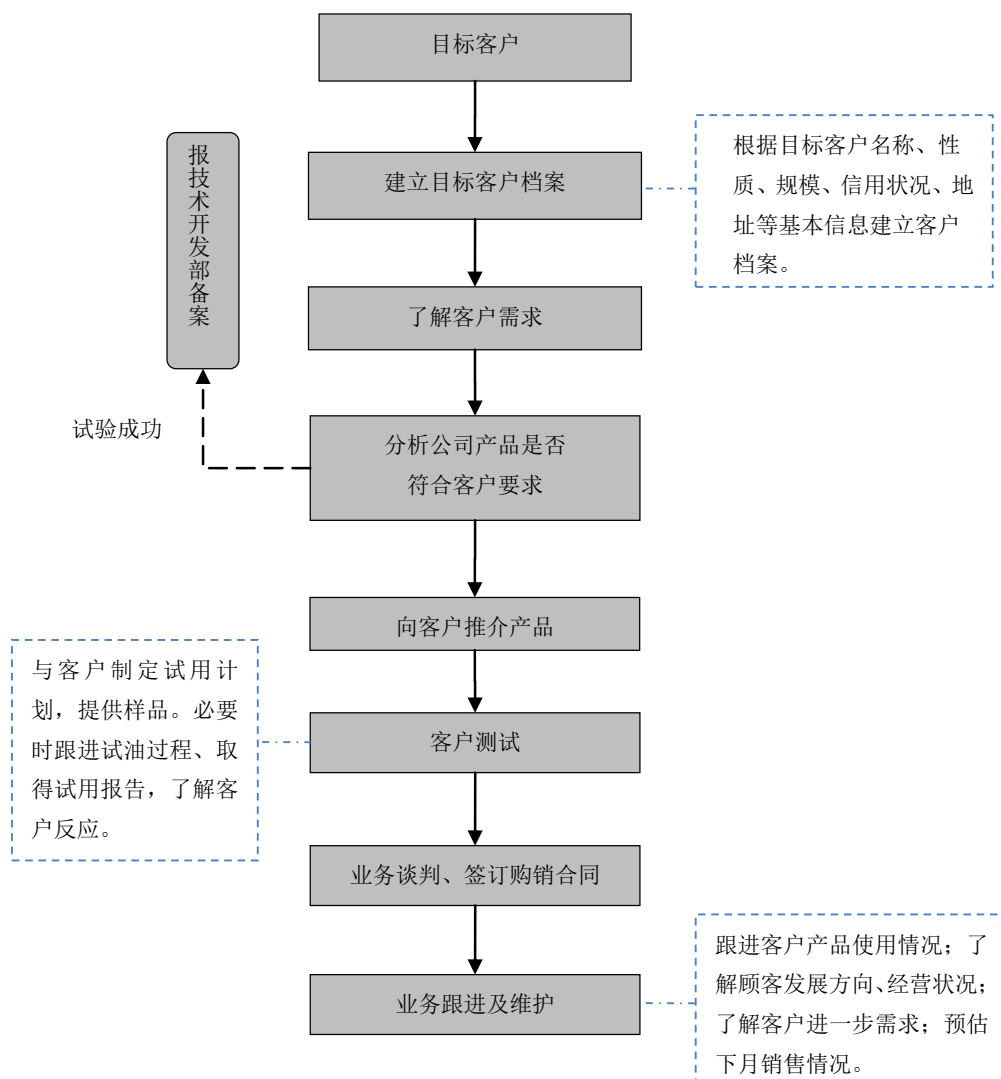 目标客户
建立目标客户档案
根据目标客户名称、性
质、规模、信用状况、地
址等基本信息建立客户
档案。
报技术开发部备案
了解客户需求
试验成功
分析公司产品是否
符合客户要求
向客户推介产品
与客户制定试用计
划，提供样品。必要
时跟进试油过程、取
得试用报告，了解客
户反应。
客户测试
业务谈判、签订购销合同
业务跟进及维护
跟进客户产品使用情况；了
解顾客发展方向、经营状况；
了解客户进一步需求；预估
下月销售情况。